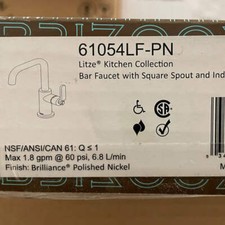 61054LF-PN
Litze® Kitchen Collection
Bar Faucet with Square Spout and Ind
NSF/ANSI/CAN 61: Q ≤ 1
Max 1.8 gpm @ 60 psi, 6.8 L/min
Finish: Brilliance® Polished Nickel